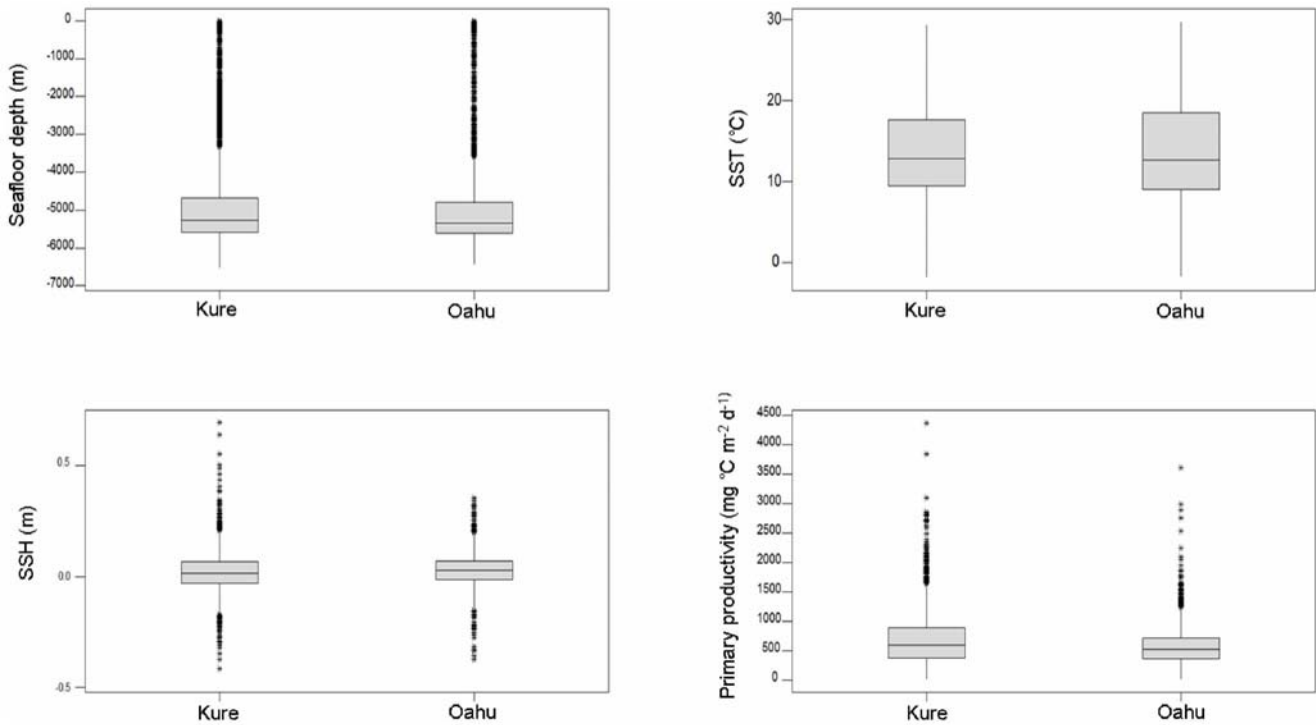 Seafloor depth (m)
0
-1000
-2000
-3000
-4000
-5000
-6000
-7000
Kure
Oahu
SST (°C)
30
20
10
0
Kure
Oahu
SSH (m)
0.5
0.0
-0.5
Kure
Oahu
Primary productivity (mg °C m⁻² d⁻¹)
4500
4000
3500
3000
2500
2000
1500
1000
500
0
Kure
Oahu